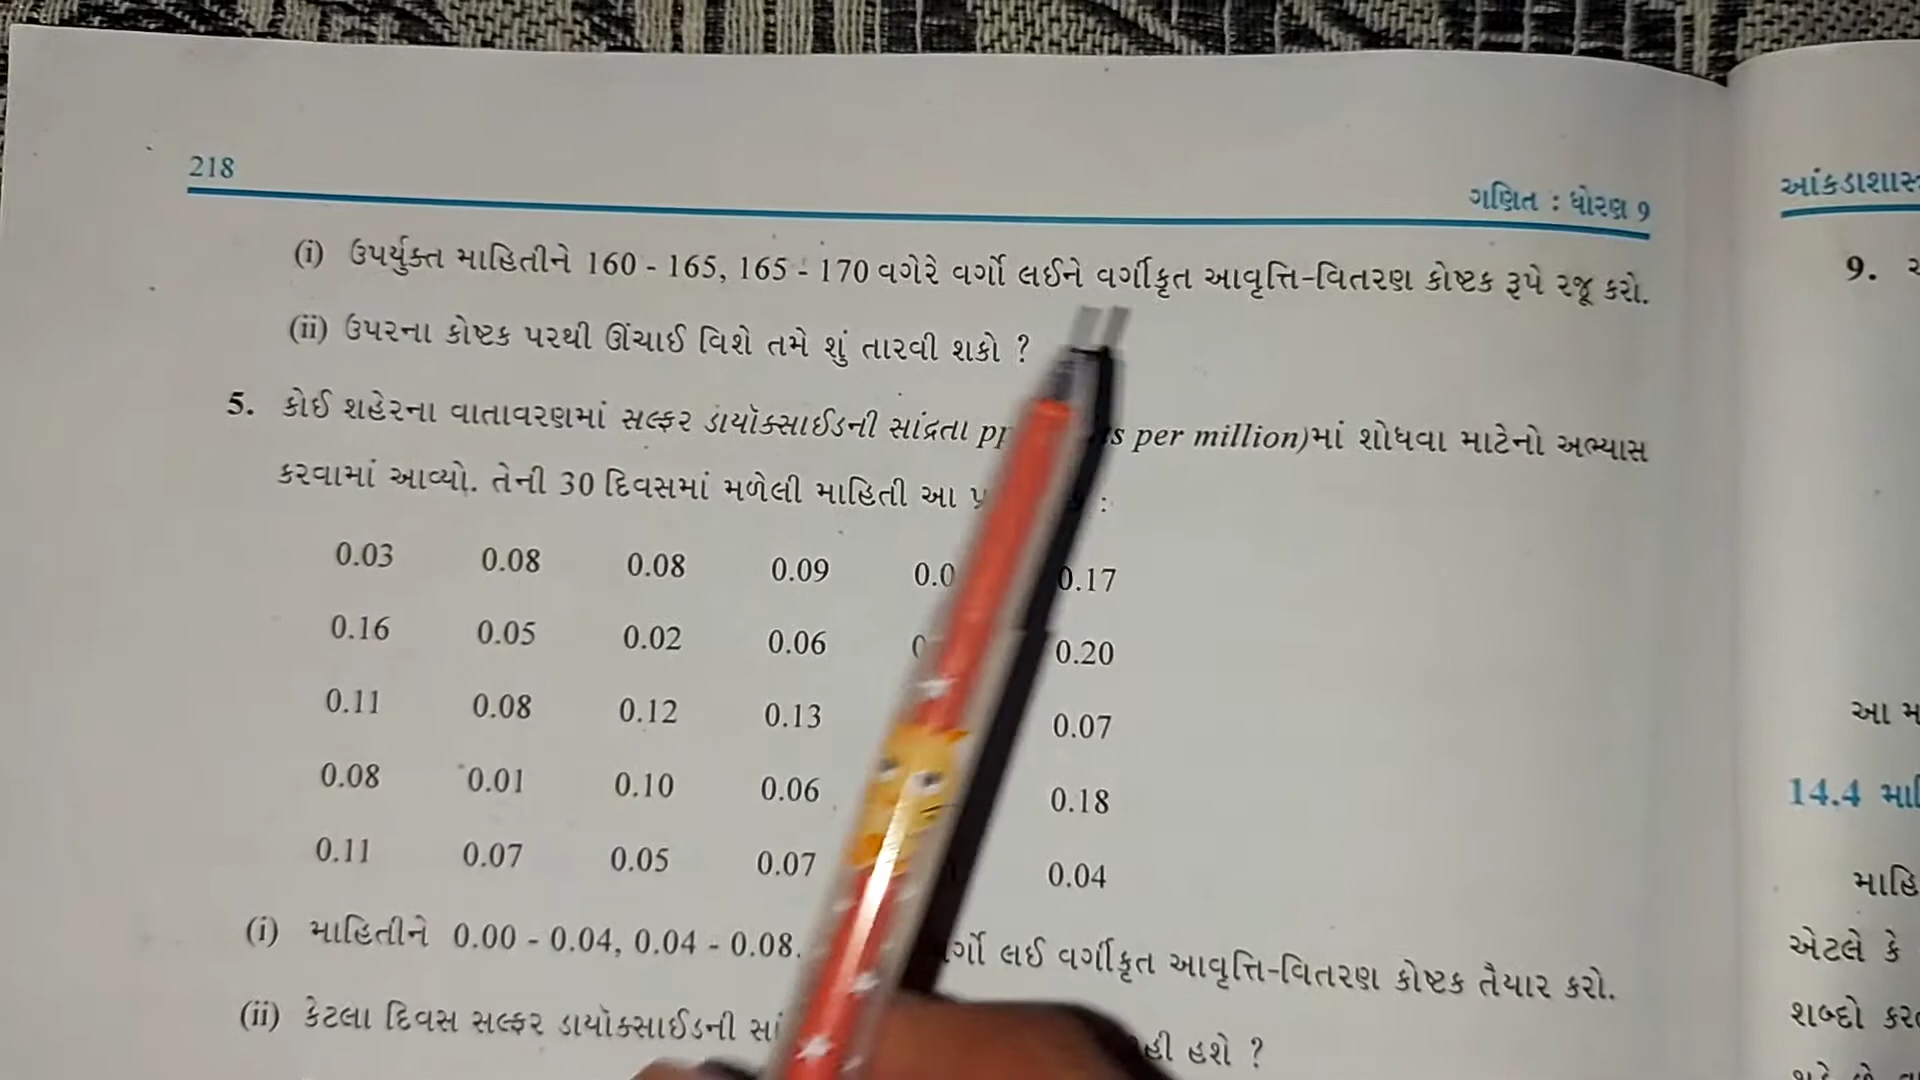 218
ગણિત : ધોરણ 9
(i) ઉપર્યુક્ત માહિતીને 160 - 165, 165 - 170 વગેરે વર્ગો લઈને વર્ગીકૃત આવૃત્તિ-વિતરણ કોષ્ટક રૂપે રજૂ કરો.
(ii) ઉપરના કોષ્ટક પરથી ઊંચાઈ વિશે તમે શું તારવી શકો ?
5. કોઈ શહેરના વાતાવરણમાં સલ્ફર ડાયૉક્સાઈડની સાંદ્રતા per million)માં શોધવા માટેનો અભ્યાસ
કરવામાં આવ્યો. તેની 30 દિવસમાં મળેલી માહિતી આ :
0.03 0.08 0.08 0.09 0.17
0.16 0.05 0.02 0.06 0.20
0.11 0.08 0.12 0.13 0.07
0.08 0.01 0.10 0.06 0.18
0.11 0.07 0.05 0.07 0.04
(i) માહિતીને 0.00 - 0.04, 0.04 - 0.08. લઈ વર્ગીકૃત આવૃત્તિ-વિતરણ કોષ્ટક તૈયાર કરો.
(ii) કેટલા દિવસ સલ્ફર ડાયૉક્સાઈડની હશે ?
9.
આ
14.4
એટલે કે
શબ્દો